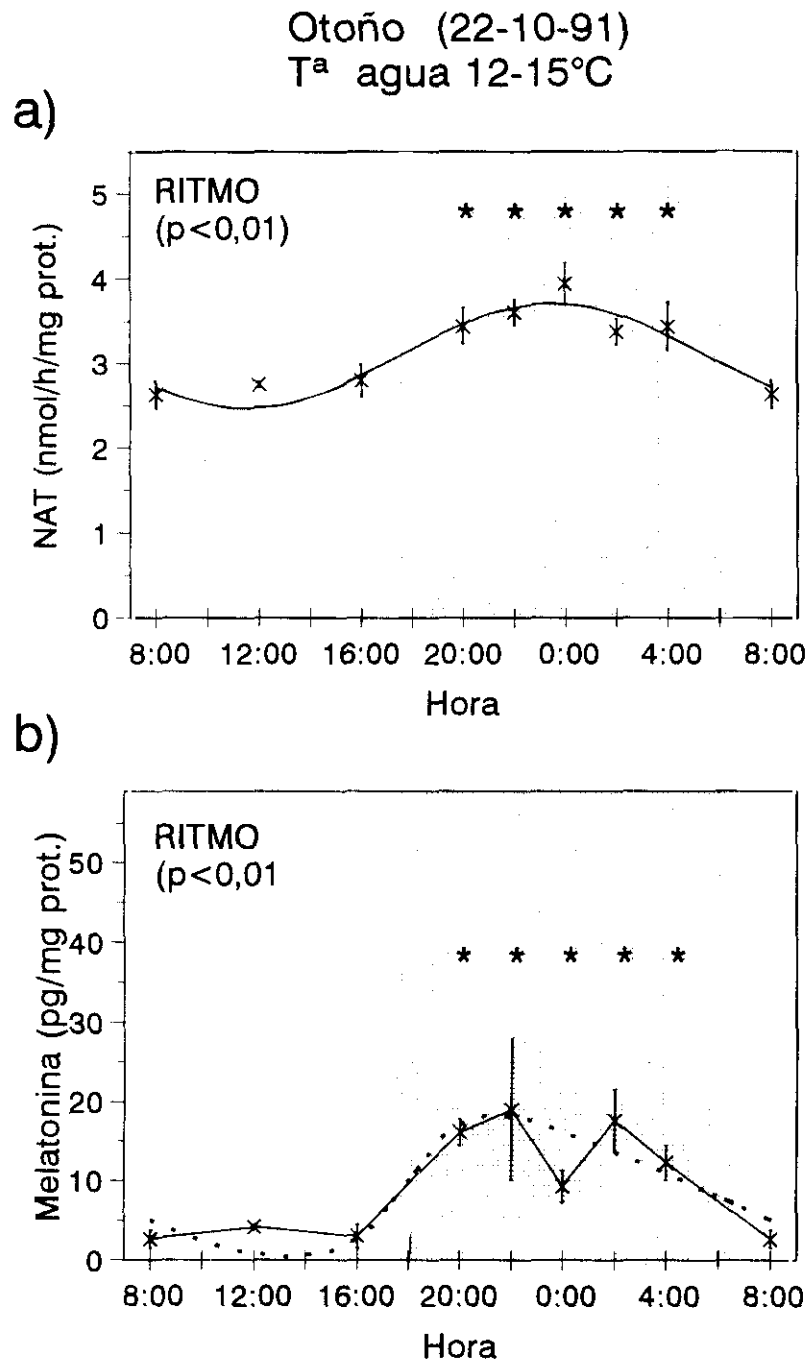 Otoño (22-10-91)
Tª agua 12-15°C
a)
RITMO
(p<0,01)
★ ★ ★ ★ ★
NAT (nmol/h/mg prot.)
5
4
3
2
1
0
8:00 12:00 16:00 20:00 0:00 4:00 8:00
Hora
b)
RITMO
(p<0,01
★ ★ ★ ★ ★
Melatonina (pg/mg prot.)
50
40
30
20
10
0
8:00 12:00 16:00 20:00 0:00 4:00 8:00
Hora